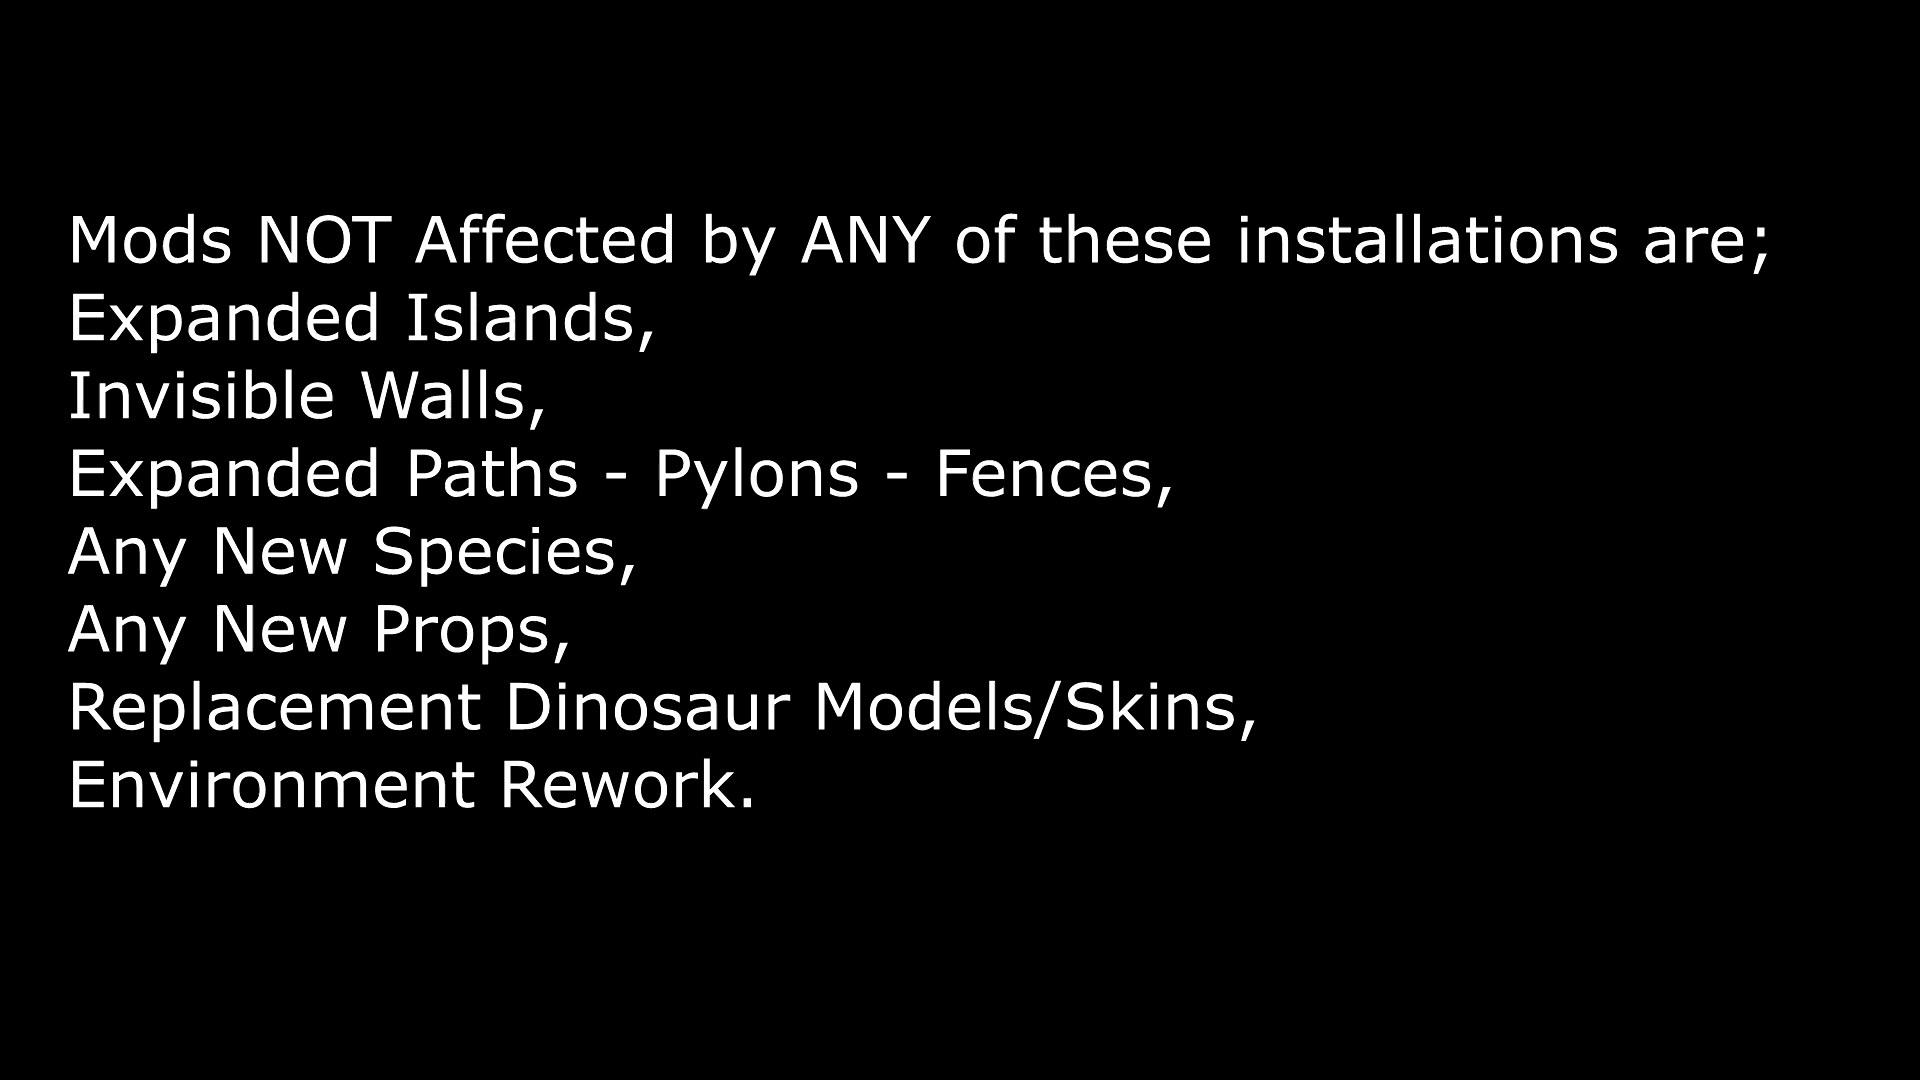 Mods NOT Affected by ANY of these installations are;
Expanded Islands,
Invisible Walls,
Expanded Paths - Pylons - Fences,
Any New Species,
Any New Props,
Replacement Dinosaur Models/Skins,
Environment Rework.